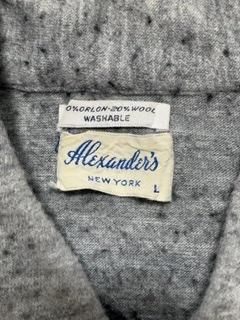 0% ORLON-20% WOOL
WASHABLE
Alexander's
NEW YORK
L